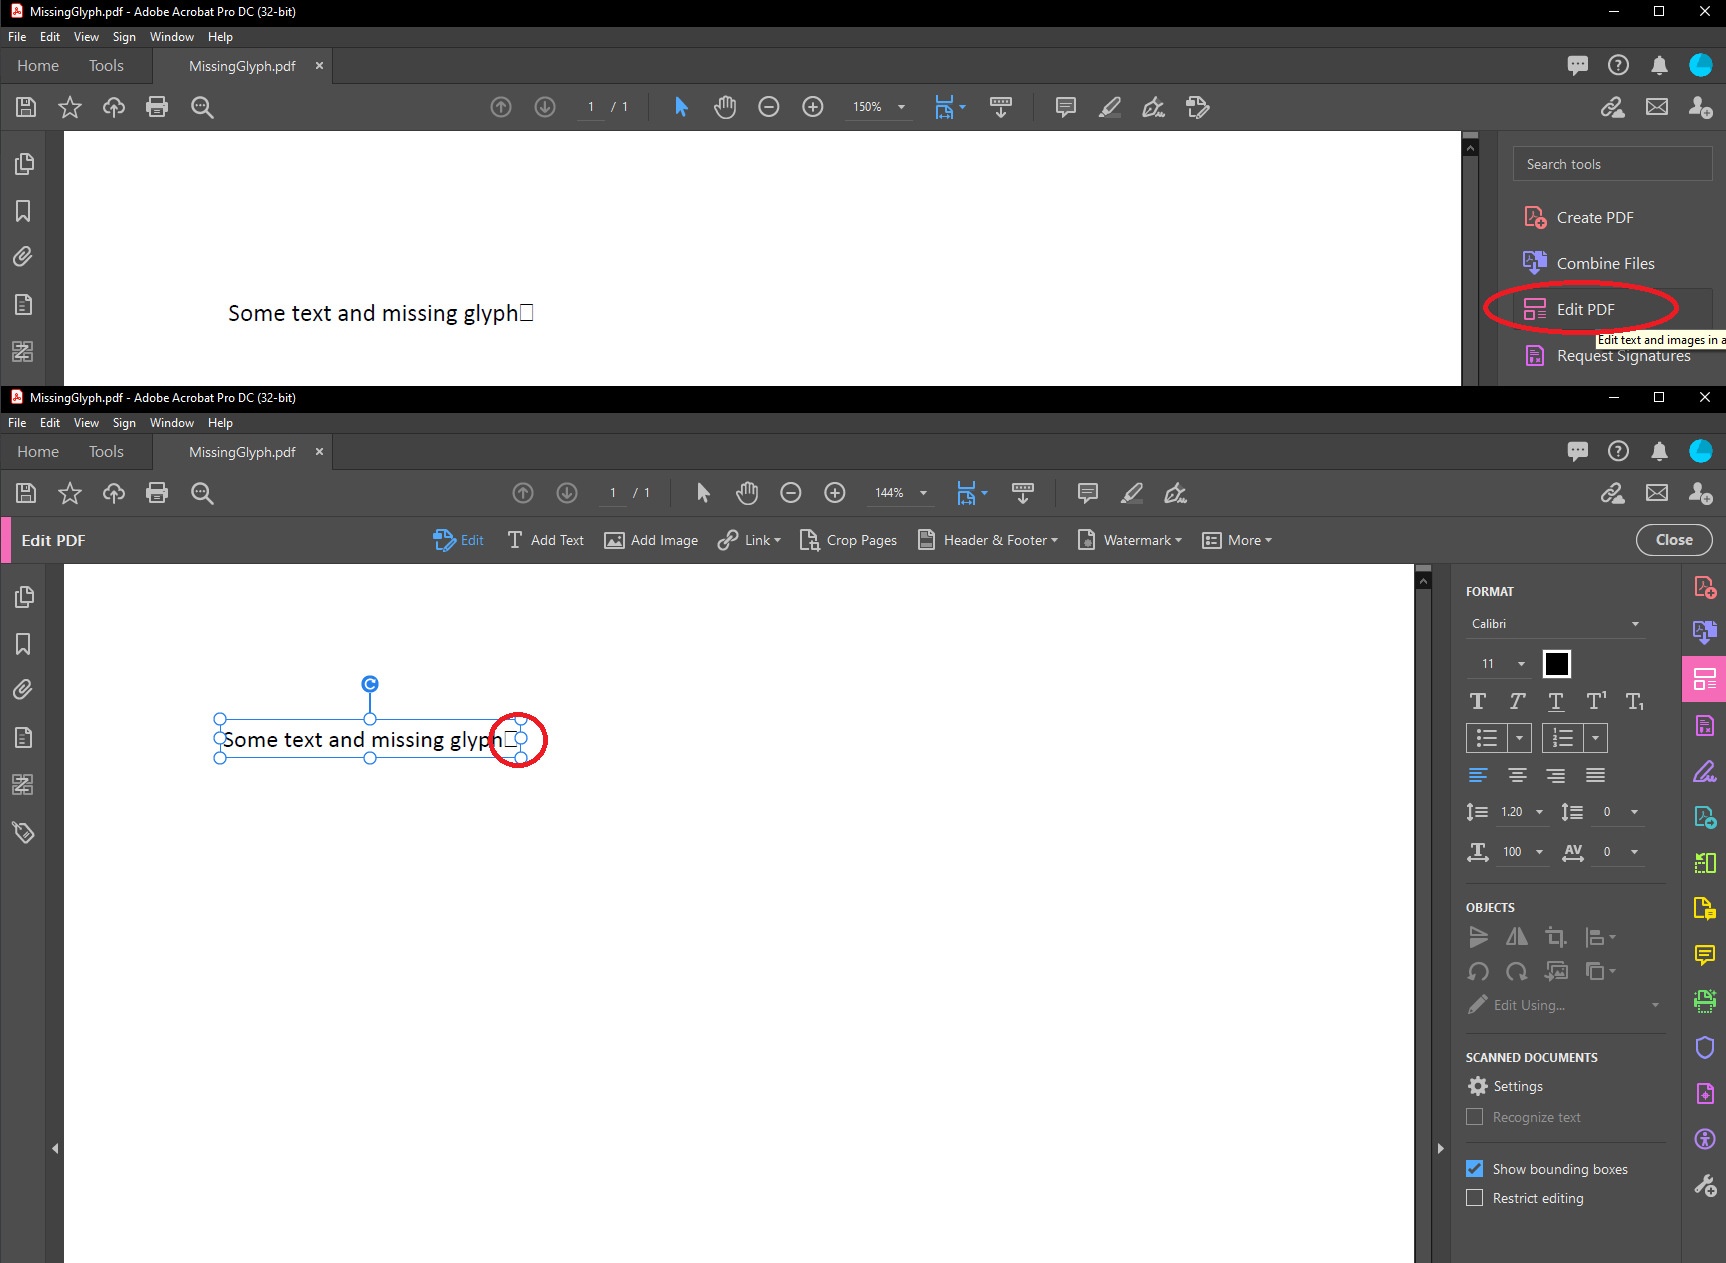 MissingGlyph.pdf - Adobe Acrobat Pro DC (32-bit)
File Edit View Sign Window Help
Home Tools MissingGlyph.pdf ×
1 / 1 150%
Search tools
Create PDF
Combine Files
Edit PDF
Edit text and images in a
Request Signatures
Some text and missing glyph□
MissingGlyph.pdf - Adobe Acrobat Pro DC (32-bit)
File Edit View Sign Window Help
Home Tools MissingGlyph.pdf ×
1 / 1 144%
Edit PDF Edit Add Text Add Image Link Crop Pages Header & Footer Watermark More Close
Some text and missing glyph□
FORMAT
Calibri
11
T T T T1 T1
1.20 0
100 AV 0
OBJECTS
Edit Using...
SCANNED DOCUMENTS
Settings
Recognize text
Show bounding boxes
Restrict editing